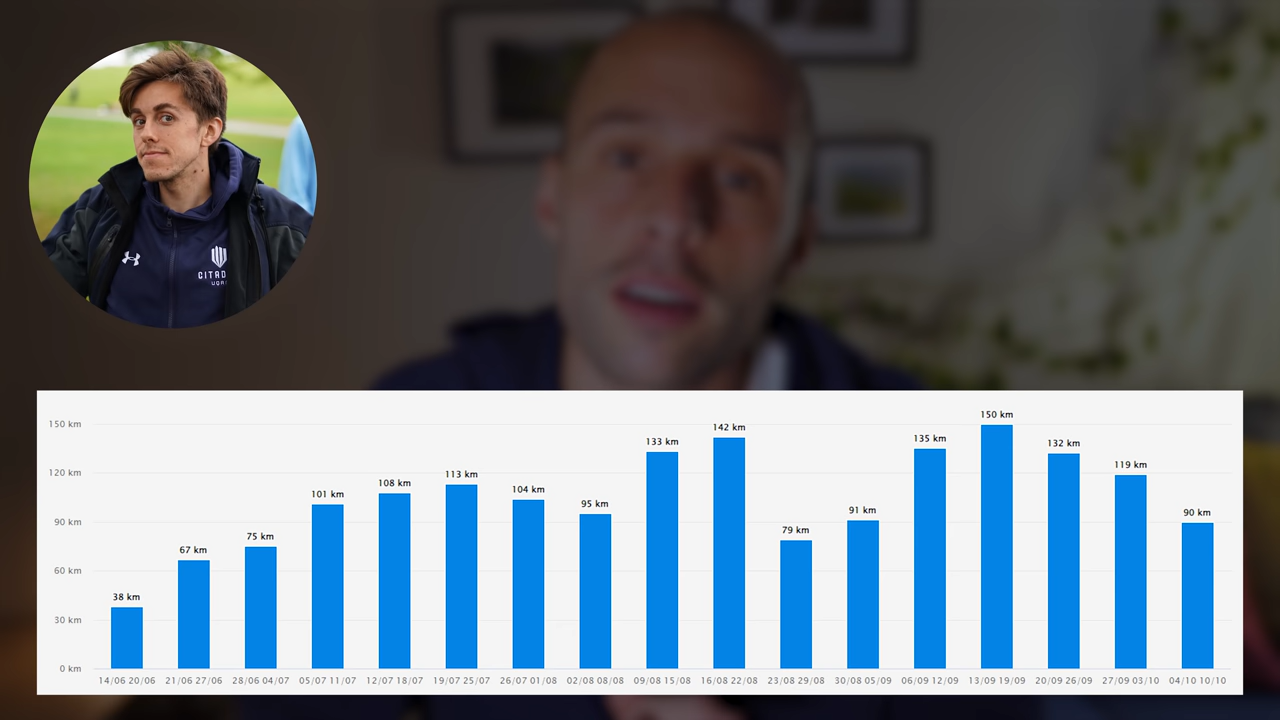 CITAD
UQA
150 km
120 km
90 km
60 km
30 km
0 km
38 km
67 km
75 km
101 km
108 km
113 km
104 km
95 km
133 km
142 km
79 km
91 km
135 km
150 km
132 km
119 km
90 km
14/06 20/06
21/06 27/06
28/06 04/07
05/07 11/07
12/07 18/07
19/07 25/07
26/07 01/08
02/08 08/08
09/08 15/08
16/08 22/08
23/08 29/08
30/08 05/09
06/09 12/09
13/09 19/09
20/09 26/09
27/09 03/10
04/10 10/10